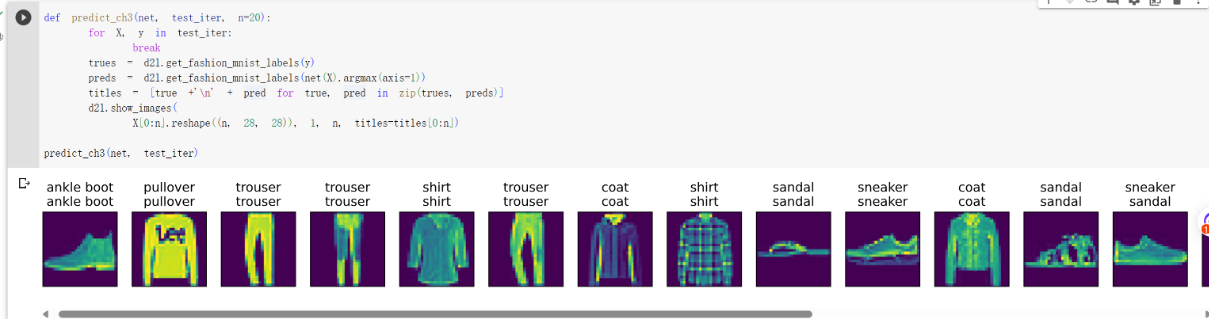 def predict_ch3(net, test_iter, n=20):
for X, y in test_iter:
break
trues = d2l.get_fashion_mnist_labels(y)
preds = d2l.get_fashion_mnist_labels(net(X).argmax(axis=1))
titles = [true +'\n' + pred for true, pred in zip(trues, preds)]
d2l.show_images(
X[0:n].reshape((n, 28, 28)), 1, n, titles=titles[0:n])
predict_ch3(net, test_iter)
ankle boot pullover trouser trouser shirt trouser coat shirt sandal sneaker coat sandal sneaker
ankle boot pullover trouser trouser shirt trouser coat shirt sandal sneaker coat sandal sandal
Lee